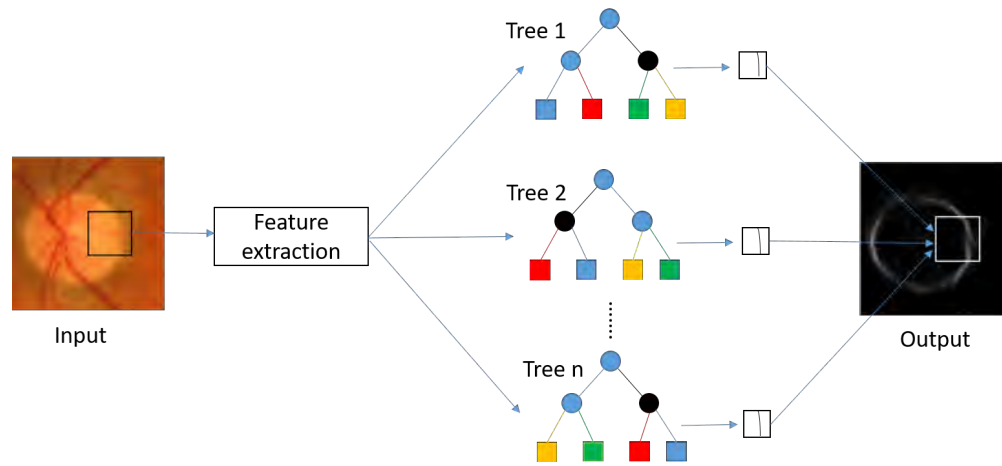 Tree 1
Tree 2
Feature
extraction
Input
Output
Tree n